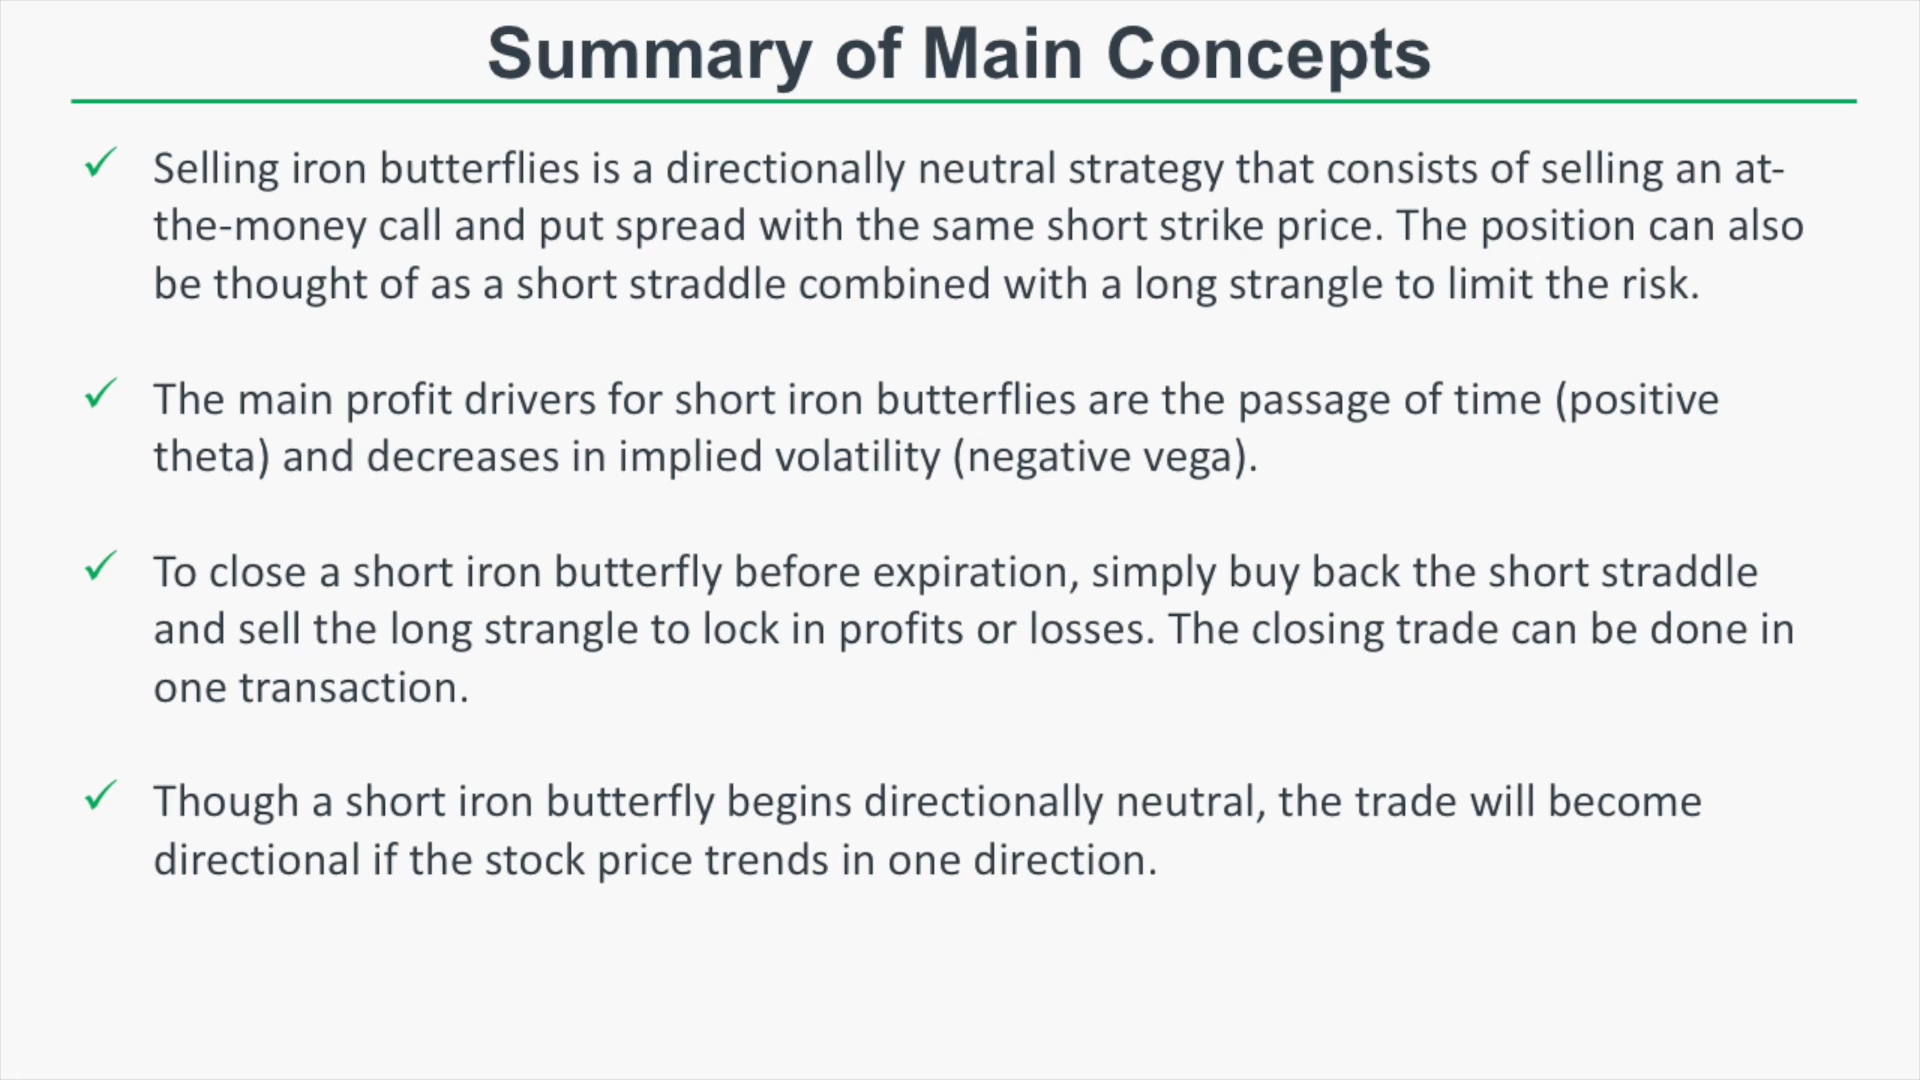 Summary of Main Concepts
✓ Selling iron butterflies is a directionally neutral strategy that consists of selling an at-
the-money call and put spread with the same short strike price. The position can also
be thought of as a short straddle combined with a long strangle to limit the risk.
✓ The main profit drivers for short iron butterflies are the passage of time (positive
theta) and decreases in implied volatility (negative vega).
✓ To close a short iron butterfly before expiration, simply buy back the short straddle
and sell the long strangle to lock in profits or losses. The closing trade can be done in
one transaction.
✓ Though a short iron butterfly begins directionally neutral, the trade will become
directional if the stock price trends in one direction.